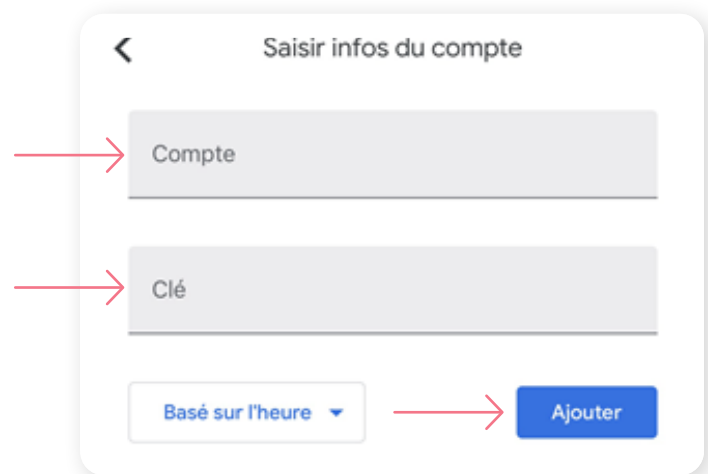 Saisir infos du compte
Compte
Clé
Basé sur l'heure
Ajouter